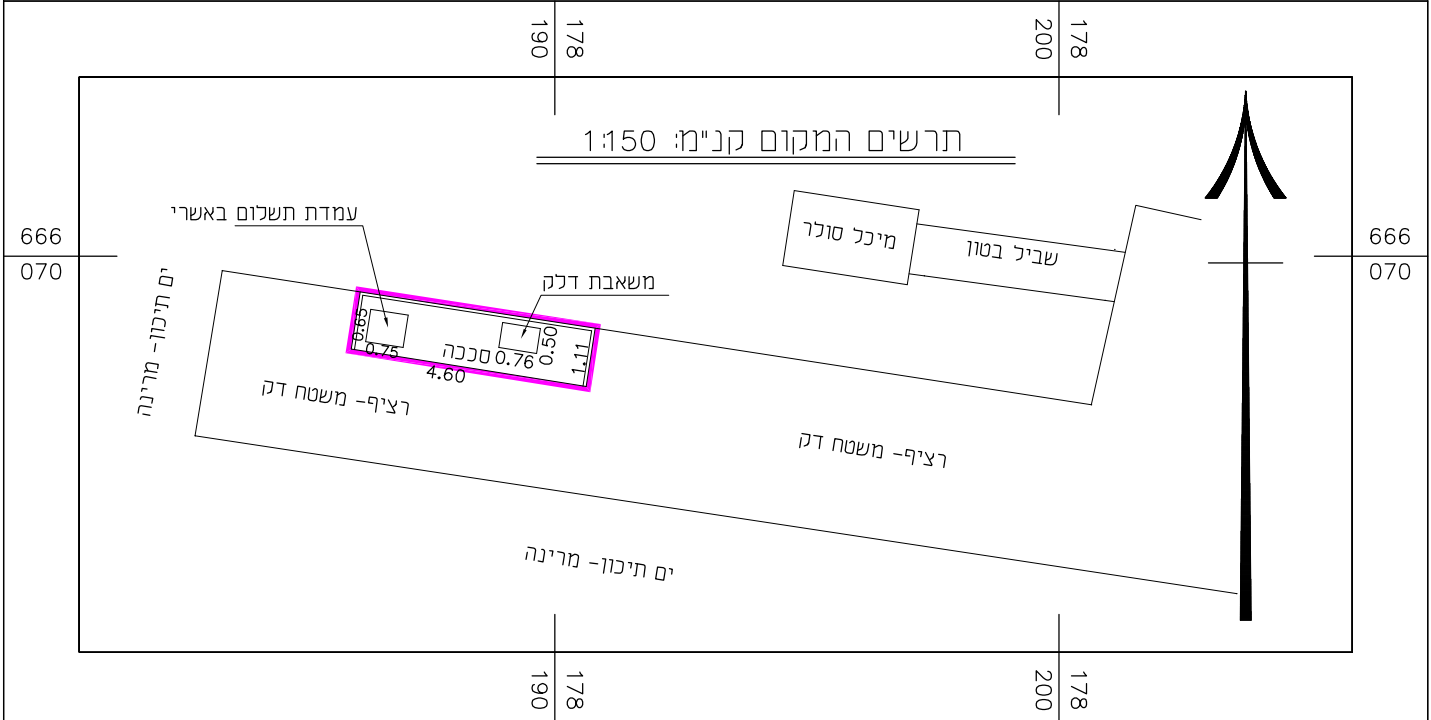 178
190
178
200
תרשים המקום קנ"מ: 1:150
עמדת תשלום באשרי
משאבת דלק
מיכל סולר
שביל בטון
666
070
666
070
ים תיכון- מרינה
0.65
0.75
סככה
0.76
0.50
1.11
4.60
רציף- משטח דק
רציף- משטח דק
ים תיכון- מרינה
178
190
178
200